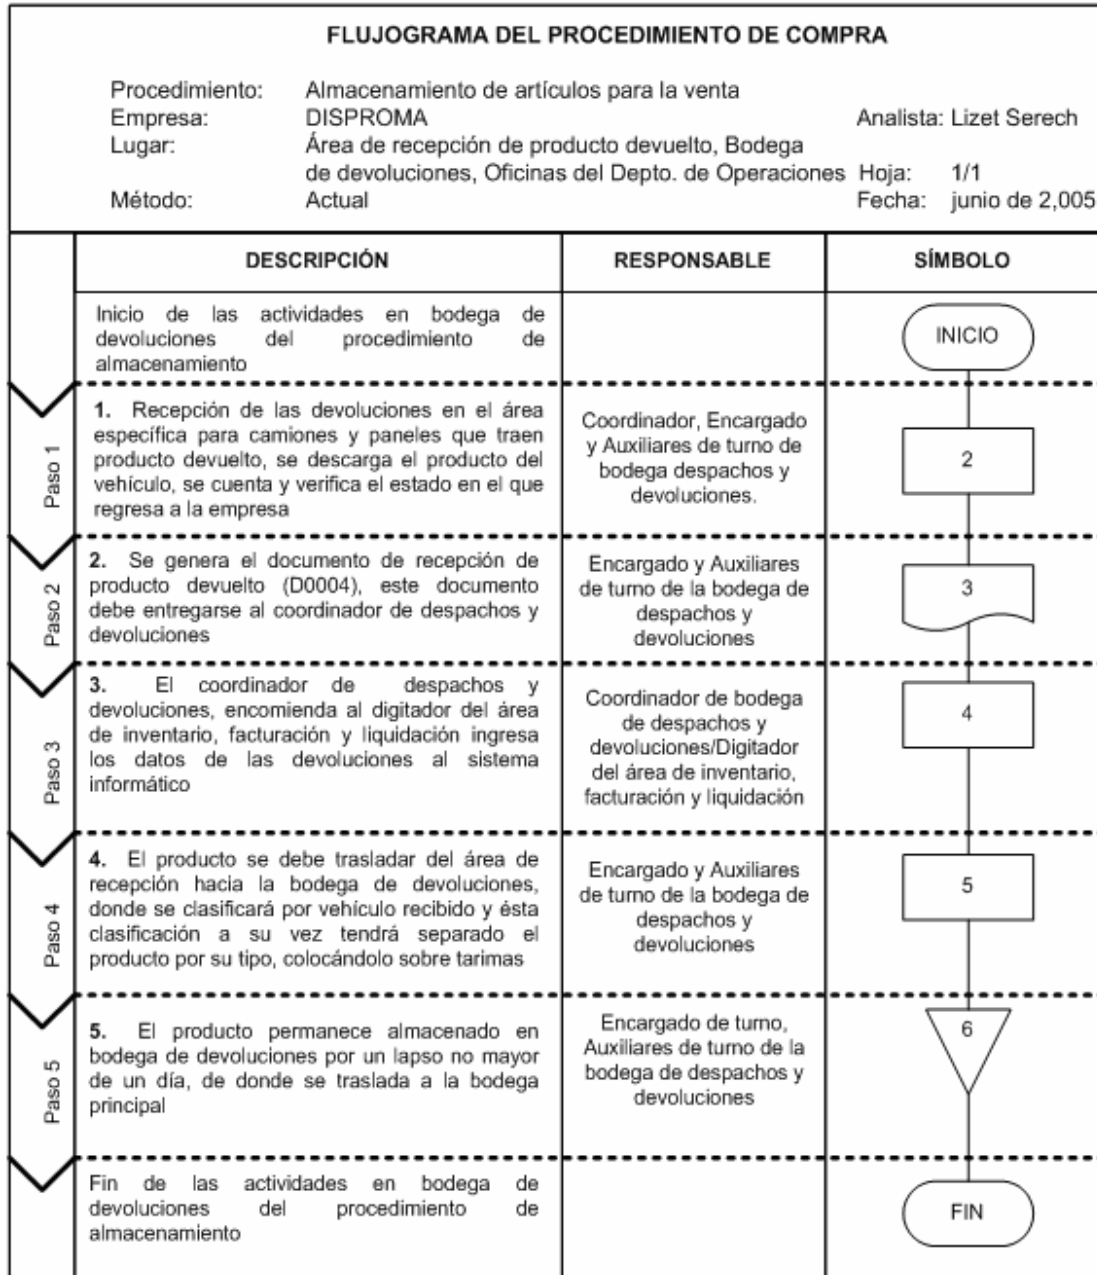 FLUJOGRAMA DEL PROCEDIMIENTO DE COMPRA
Procedimiento: Almacenamiento de artículos para la venta
Empresa: DISPROMA Analista: Lizet Serech
Lugar: Área de recepción de producto devuelto, Bodega
de devoluciones, Oficinas del Depto. de Operaciones Hoja: 1/1
Método: Actual Fecha: junio de 2,005
DESCRIPCIÓN RESPONSABLE SÍMBOLO
Inicio de las actividades en bodega de
devoluciones del procedimiento de
almacenamiento
INICIO
Paso 1
1. Recepción de las devoluciones en el área
específica para camiones y paneles que traen
producto devuelto, se descarga el producto del
vehículo, se cuenta y verifica el estado en el que
regresa a la empresa
Coordinador, Encargado
y Auxiliares de turno de
bodega despachos y
devoluciones.
2
Paso 2
2. Se genera el documento de recepción de
producto devuelto (D0004), este documento
debe entregarse al coordinador de despachos y
devoluciones
Encargado y Auxiliares
de turno de la bodega de
despachos y
devoluciones
3
Paso 3
3. El coordinador de despachos y
devoluciones, encomienda al digitador del área
de inventario, facturación y liquidación ingresa
los datos de las devoluciones al sistema
informático
Coordinador de bodega
de despachos y
devoluciones/Digitador
del área de inventario,
facturación y liquidación
4
Paso 4
4. El producto se debe trasladar del área de
recepción hacia la bodega de devoluciones,
donde se clasificará por vehículo recibido y ésta
clasificación a su vez tendrá separado el
producto por su tipo, colocándolo sobre tarimas
Encargado y Auxiliares
de turno de la bodega de
despachos y
devoluciones
5
Paso 5
5. El producto permanece almacenado en
bodega de devoluciones por un lapso no mayor
de un día, de donde se traslada a la bodega
principal
Encargado de turno,
Auxiliares de turno de la
bodega de despachos y
devoluciones
6
Fin de las actividades en bodega de
devoluciones del procedimiento de
almacenamiento
FIN